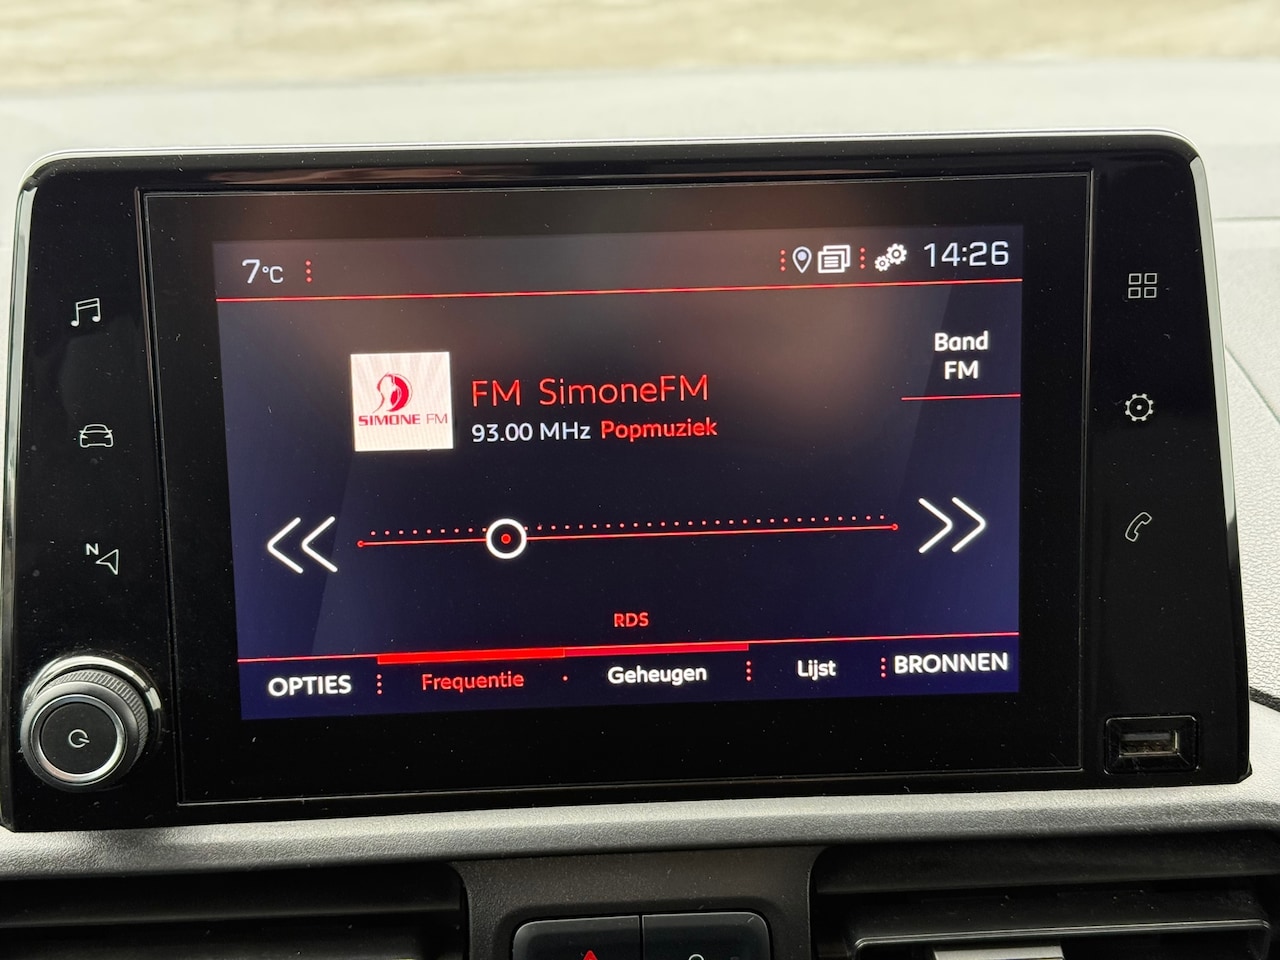 7°C
14:26
Band
FM
SIMONE FM
FM SimoneFM
93.00 MHz Popmuziek
N
RDS
OPTIES
Frequentie
Geheugen
Lijst
BRONNEN